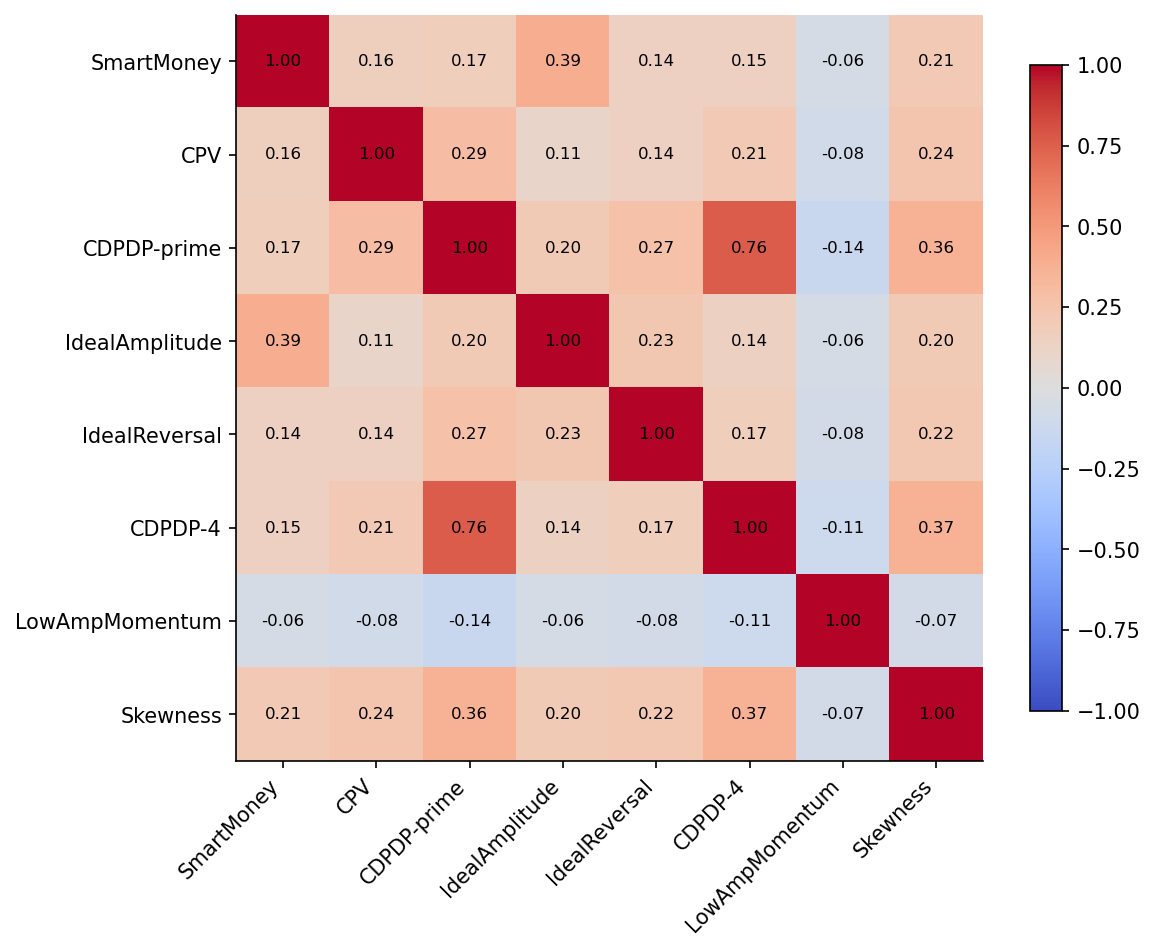 SmartMoney 1.00 0.16 0.17 0.39 0.14 0.15 -0.06 0.21
CPV 0.16 1.00 0.29 0.11 0.14 0.21 -0.08 0.24
CDPDP-prime 0.17 0.29 1.00 0.20 0.27 0.76 -0.14 0.36
IdealAmplitude 0.39 0.11 0.20 1.00 0.23 0.14 -0.06 0.20
IdealReversal 0.14 0.14 0.27 0.23 1.00 0.17 -0.08 0.22
CDPDP-4 0.15 0.21 0.76 0.14 0.17 1.00 -0.11 0.37
LowAmpMomentum -0.06 -0.08 -0.14 -0.06 -0.08 -0.11 1.00 -0.07
Skewness 0.21 0.24 0.36 0.20 0.22 0.37 -0.07 1.00
SmartMoney CPV CDPDP-prime IdealAmplitude IdealReversal CDPDP-4 LowAmpMomentum Skewness
1.00
0.75
0.50
0.25
0.00
−0.25
−0.50
−0.75
−1.00